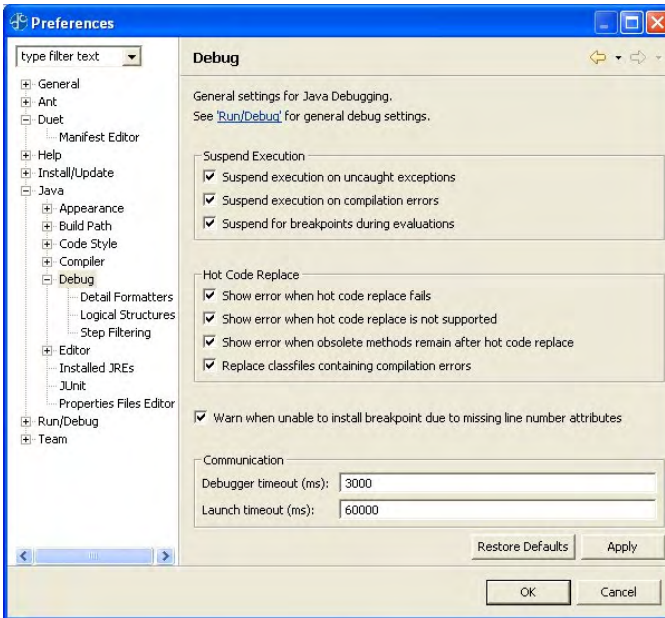 Preferences
type filter text
General
Ant
Duet
Manifest Editor
Help
Install/Update
Java
Appearance
Build Path
Code Style
Compiler
Debug
Detail Formatters
Logical Structures
Step Filtering
Editor
Installed JREs
JUnit
Properties Files Editor
Run/Debug
Team
Debug
General settings for Java Debugging.
See 'Run/Debug' for general debug settings.
Suspend Execution
Suspend execution on uncaught exceptions
Suspend execution on compilation errors
Suspend for breakpoints during evaluations
Hot Code Replace
Show error when hot code replace fails
Show error when hot code replace is not supported
Show error when obsolete methods remain after hot code replace
Replace classfiles containing compilation errors
Warn when unable to install breakpoint due to missing line number attributes
Communication
Debugger timeout (ms): 3000
Launch timeout (ms): 60000
Restore Defaults Apply
OK Cancel